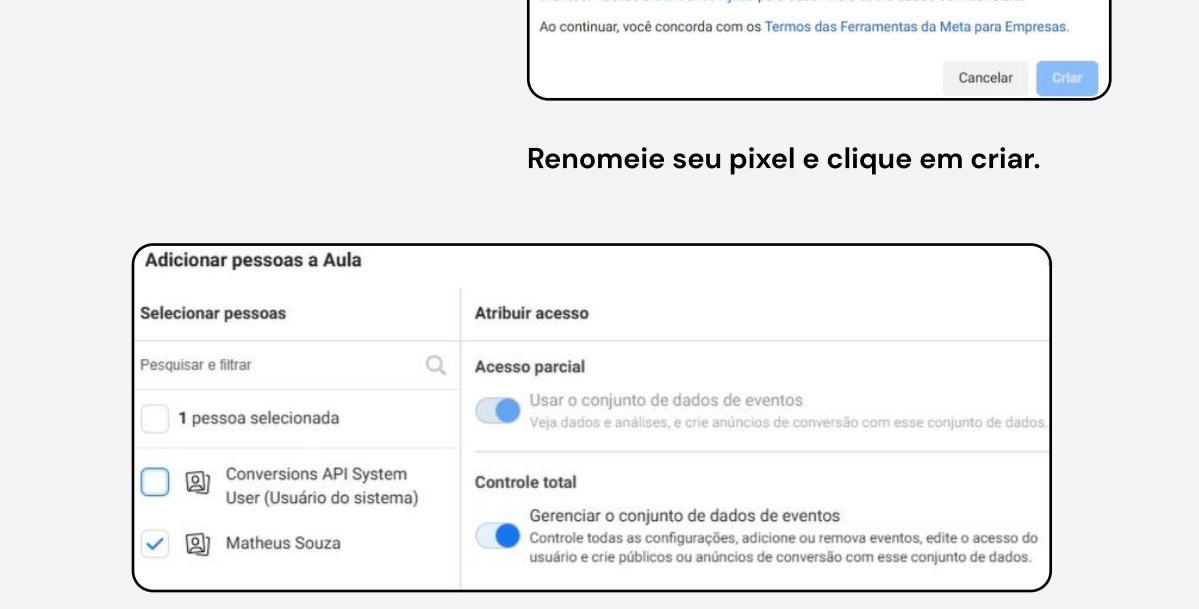 Ao continuar, você concorda com os Termos das Ferramentas da Meta para Empresas.
Cancelar
Criar
Renomeie seu pixel e clique em criar.
Adicionar pessoas a Aula
Selecionar pessoas
Atribuir acesso
Pesquisar e filtrar
Acesso parcial
Usar o conjunto de dados de eventos
Veja dados e análises, e crie anúncios de conversão com esse conjunto de dados.
1 pessoa selecionada
Conversions API System
User (Usuário do sistema)
Controle total
Gerenciar o conjunto de dados de eventos
Controle todas as configurações, adicione ou remova eventos, edite o acesso do
usuário e crie públicos ou anúncios de conversão com esse conjunto de dados.
Matheus Souza